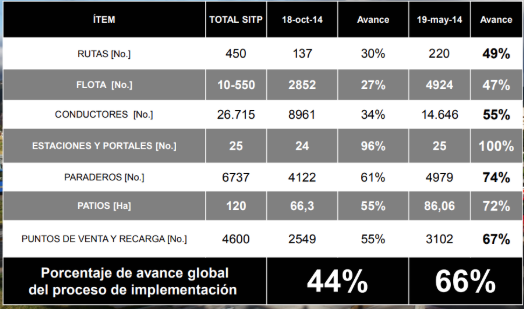 ÍTEM TOTAL SITP 18-oct-14 Avance 19-may-14 Avance
RUTAS [No.] 450 137 30% 220 49%
FLOTA [No.] 10-550 2852 27% 4924 47%
CONDUCTORES [No.] 26.715 8961 34% 14.646 55%
ESTACIONES Y PORTALES [No.] 25 24 96% 25 100%
PARADEROS [No.] 6737 4122 61% 4979 74%
PATIOS [Ha] 120 66,3 55% 86,06 72%
PUNTOS DE VENTA Y RECARGA [No.] 4600 2549 55% 3102 67%
Porcentaje de avance global
del proceso de implementación 44% 66%